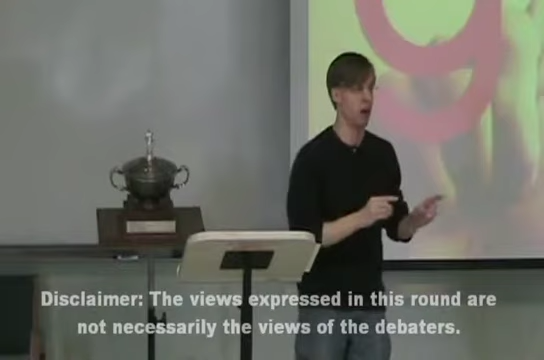 Disclaimer: The views expressed in this round are
not necessarily the views of the debaters.